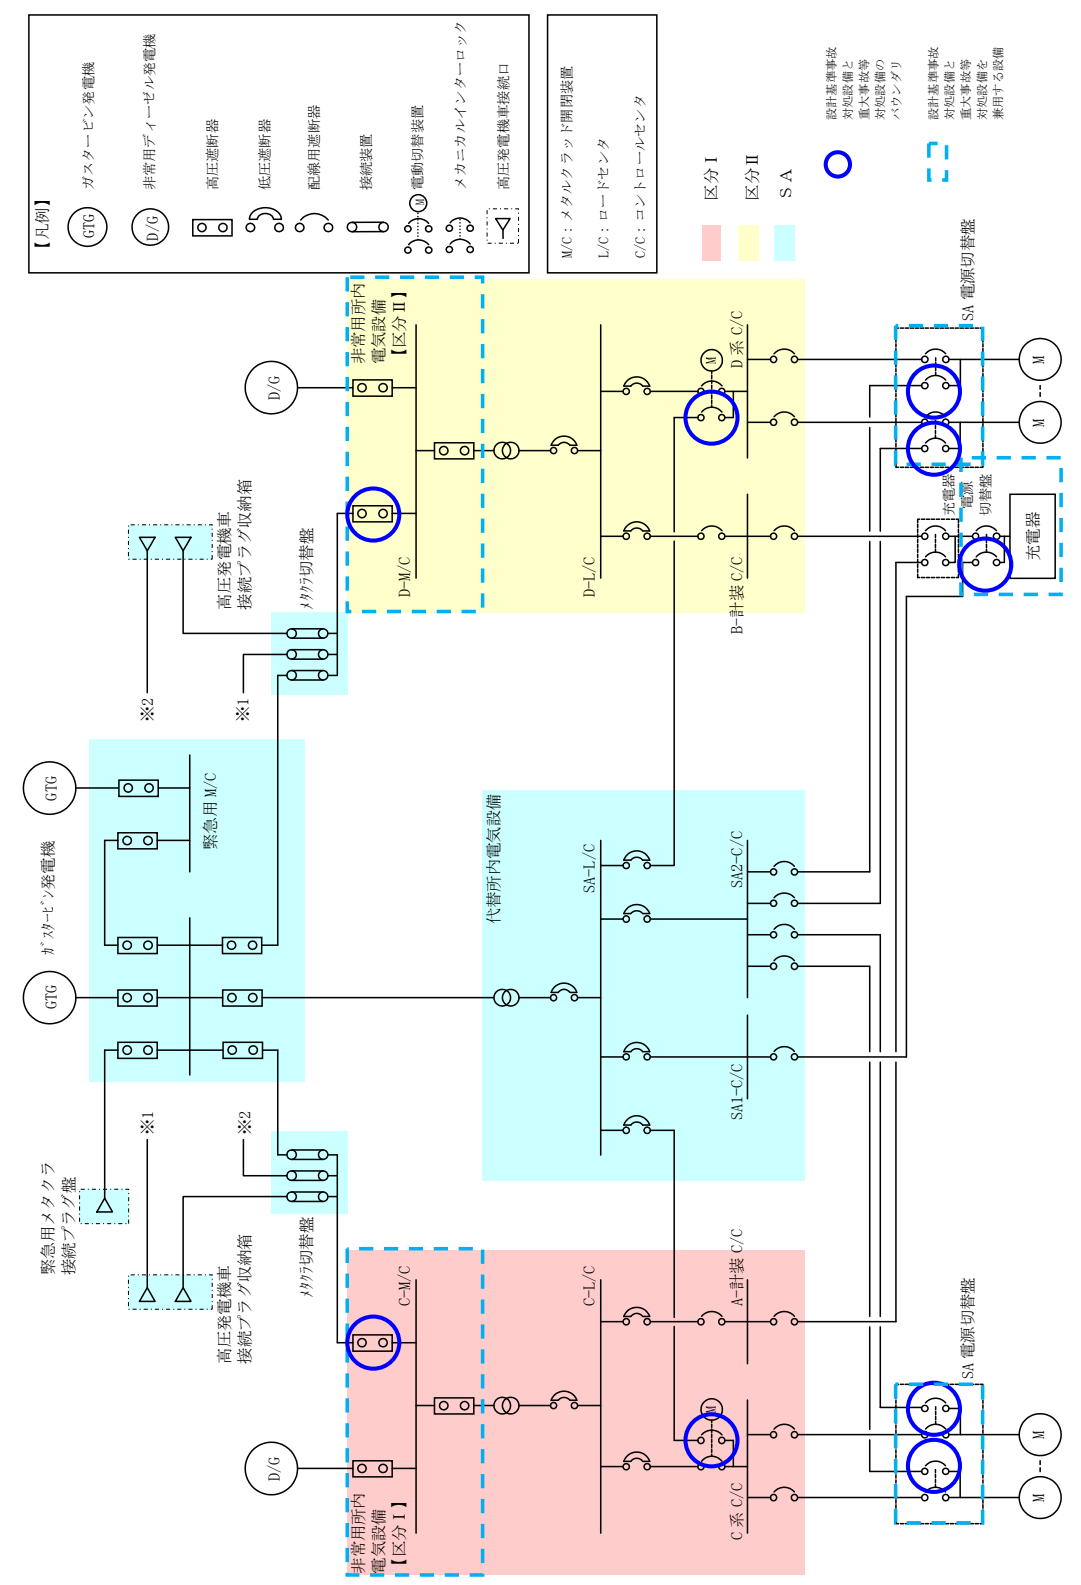 【凡例】
GTG
ガスタービン発電機
D/G
非常用ディーゼル発電機
高圧遮断器
低圧遮断器
配線用遮断器
接続装置
M
電動切替装置
メカニカルインターロック
高圧発電機車接続口
M/C：メタルクラッド開閉装置
L/C：ロードセンタ
C/C：コントロールセンタ
区分Ⅰ
区分Ⅱ
ＳＡ
設計基準事故
対処設備と
重大事故等
対処設備の
バウンダリ
設計基準事故
対処設備と
重大事故等
対処設備を
兼用する設備
GTG
ｶﾞｽﾀｰﾋﾞﾝ発電機
GTG
緊急用 M/C
緊急用メタクラ
接続プラグ盤
※1
※2
高圧発電機車
接続プラグ収納箱
ﾒﾀｸﾗ切替盤
※2
※1
高圧発電機車
接続プラグ収納箱
ﾒﾀｸﾗ切替盤
D/G
非常用所内
電気設備
【区分Ⅰ】
C-M/C
C-L/C
M
C 系 C/C
A-計装 C/C
代替所内電気設備
SA-L/C
SA1-C/C
SA2-C/C
D/G
非常用所内
電気設備
【区分Ⅱ】
D-M/C
D-L/C
M
D 系 C/C
B-計装 C/C
SA 電源切替盤
M
M
充電器
電源
切替盤
充電器
SA 電源切替盤
M
M